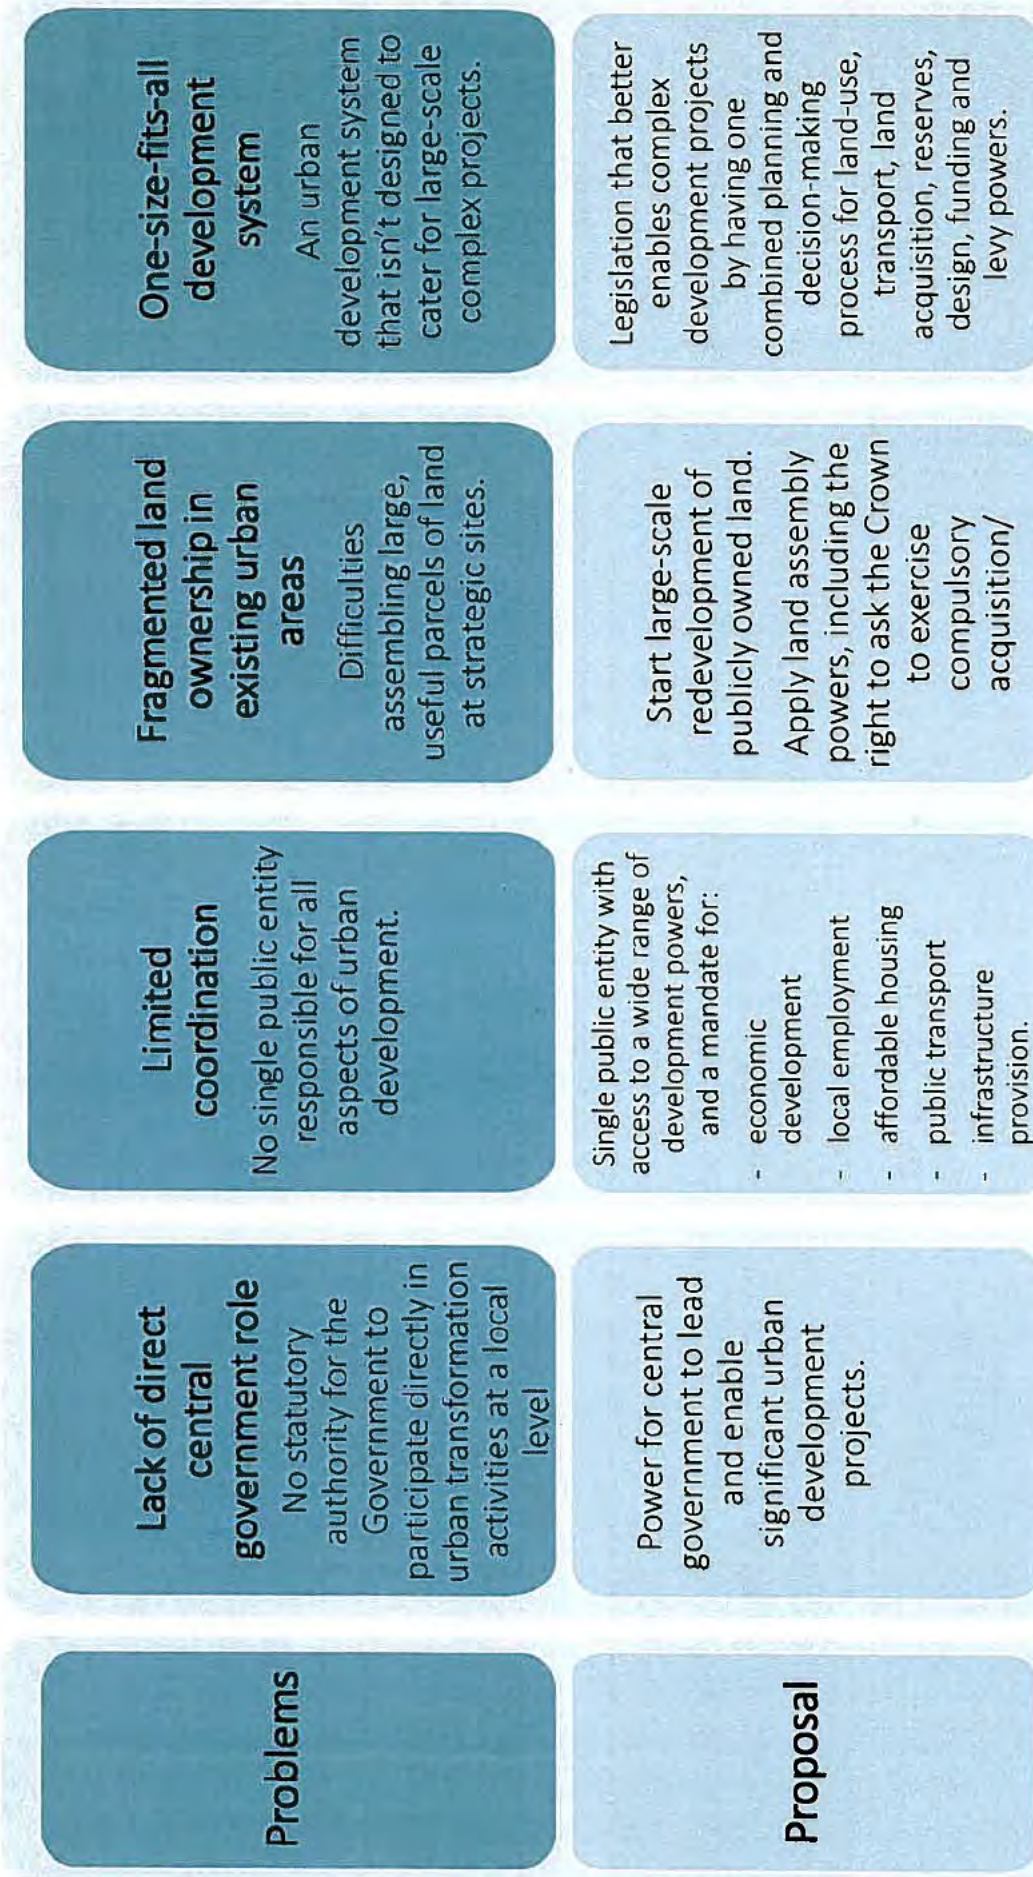 Problems
Lack of direct
central
government role
No statutory
authority for the
Government to
participate directly in
urban transformation
activities at a local
level
Limited
coordination
No single public entity
responsible for all
aspects of urban
development.
Fragmented land
ownership in
existing urban
areas
Difficulties
assembling large,
useful parcels of land
at strategic sites.
One-size-fits-all
development
system
An urban
development system
that isn't designed to
cater for large-scale
complex projects.
Proposal
Power for central
government to lead
and enable
significant urban
development
projects.
Single public entity with
access to a wide range of
development powers,
and a mandate for:
- economic
development
- local employment
- affordable housing
- public transport
- infrastructure
provision.
Start large-scale
redevelopment of
publicly owned land.
Apply land assembly
powers, including the
right to ask the Crown
to exercise
compulsory
acquisition/
Legislation that better
enables complex
development projects
by having one
combined planning and
decision-making
process for land-use,
transport, land
acquisition, reserves,
design, funding and
levy powers.